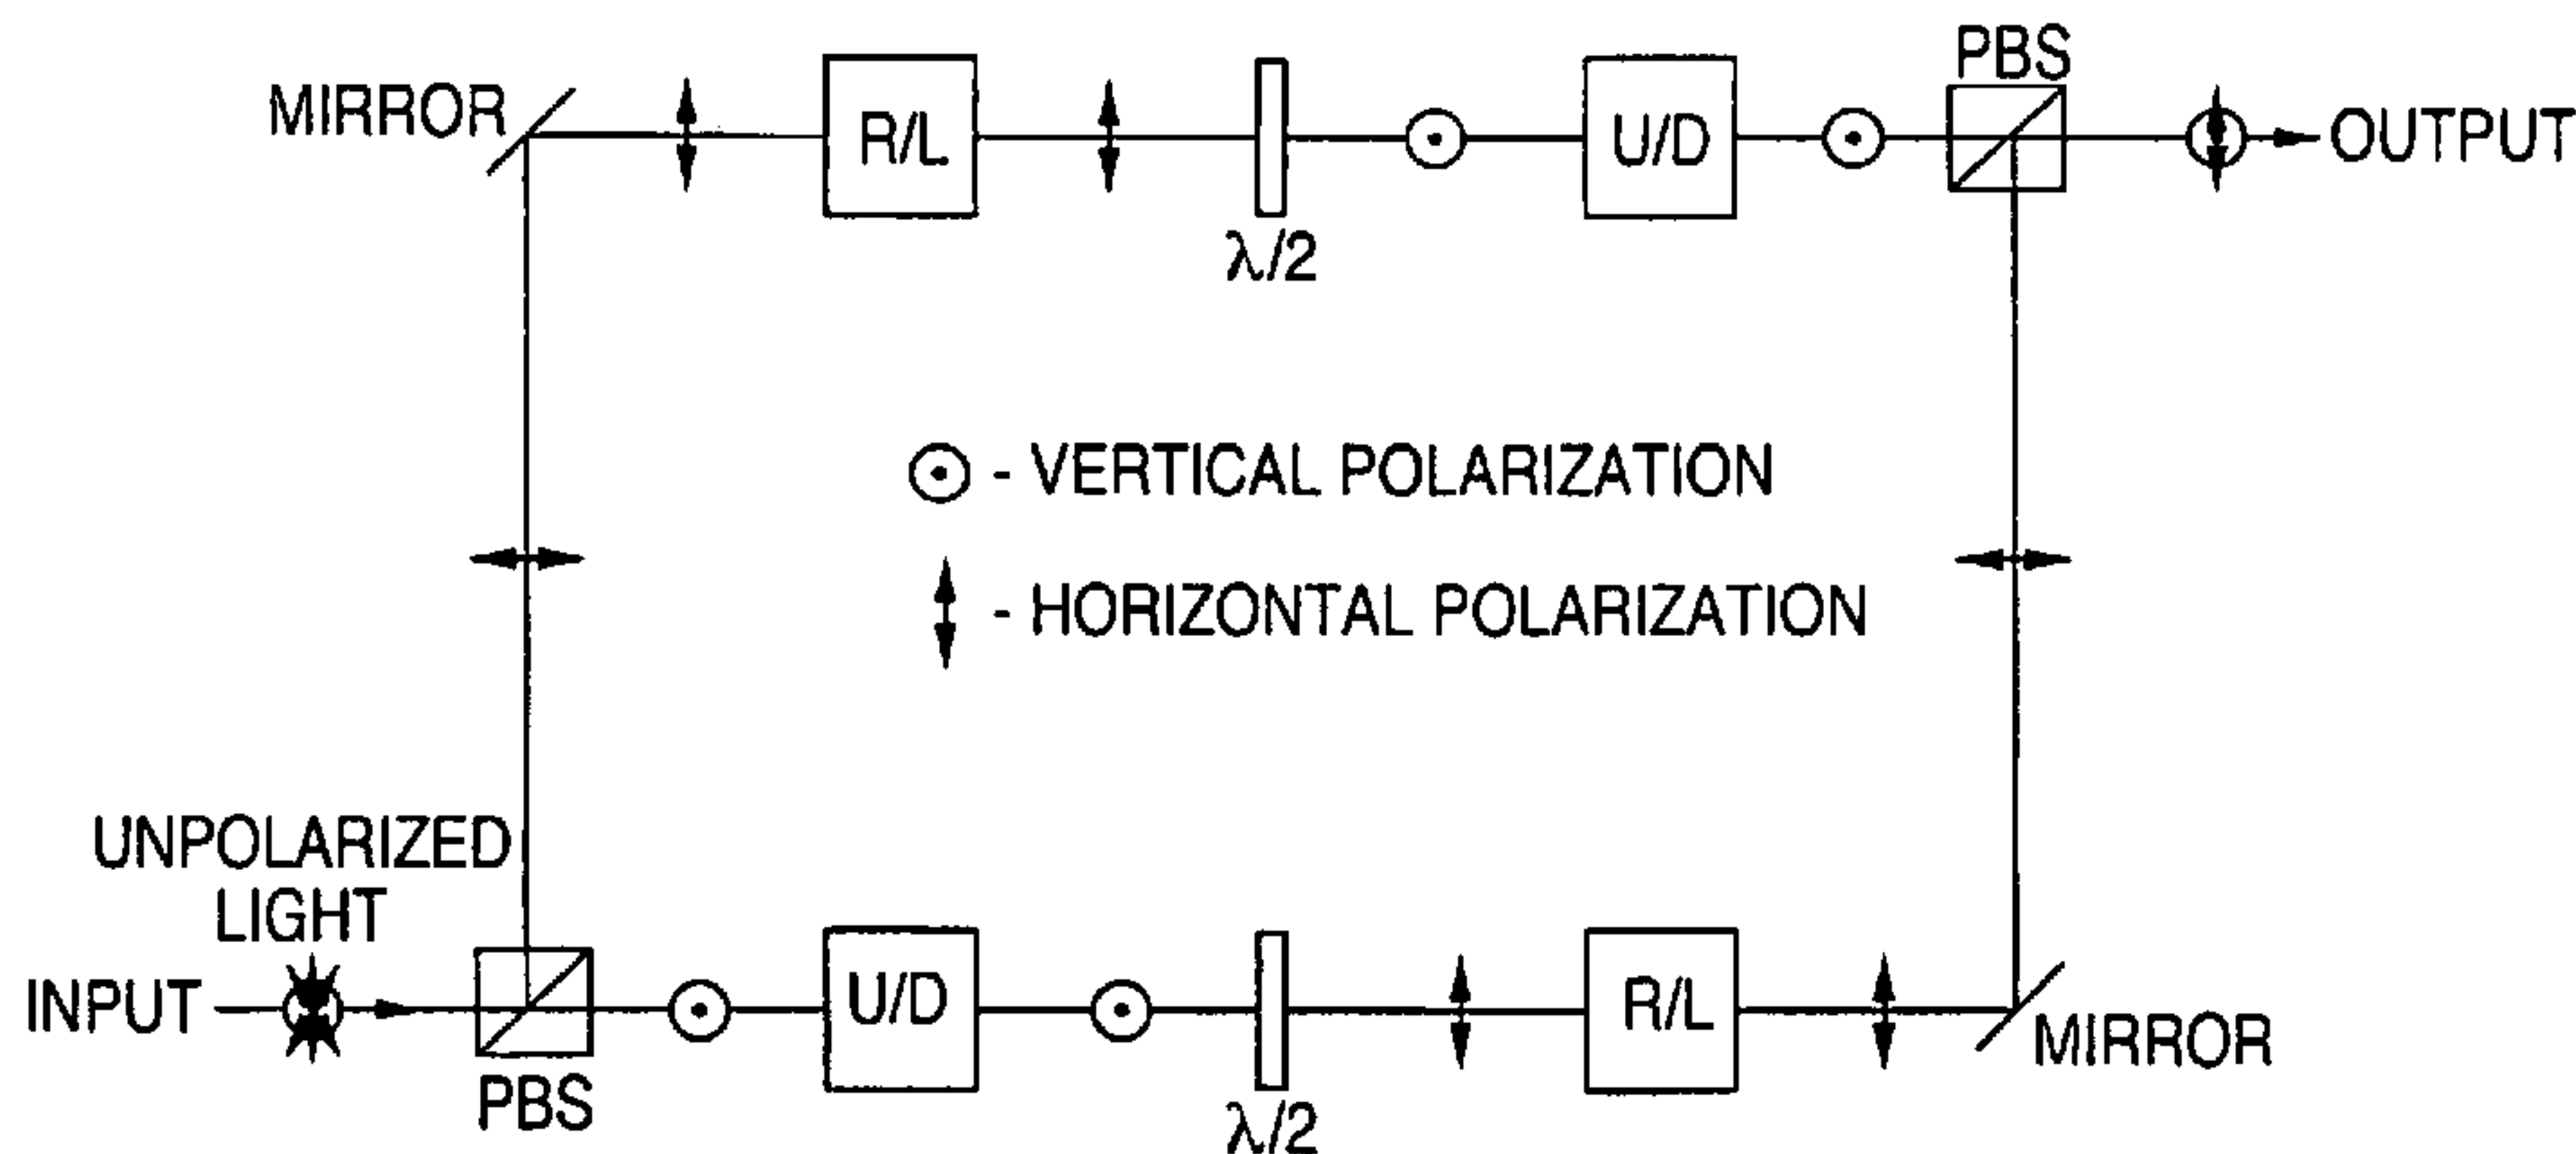 PBS
MIRROR
R/L
U/D
OUTPUT
λ/2
- VERTICAL POLARIZATION
- HORIZONTAL POLARIZATION
UNPOLARIZED
LIGHT
INPUT
U/D
R/L
MIRROR
PBS
λ/2